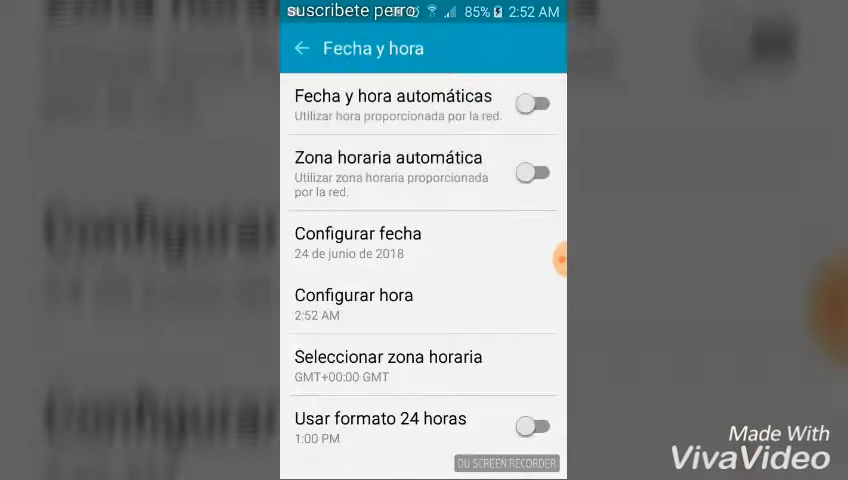 suscribete pero
85% 2:52 AM
Fecha y hora
Fecha y hora automáticas
Utilizar hora proporcionada por la red.
Zona horaria automática
Utilizar zona horaria proporcionada
por la red.
Configurar fecha
24 de junio de 2018
Configurar hora
2:52 AM
Seleccionar zona horaria
GMT+00:00 GMT
Usar formato 24 horas
1:00 PM
DU SCREEN RECORDER
Made With
VivaVideo
Configurar
Configurar